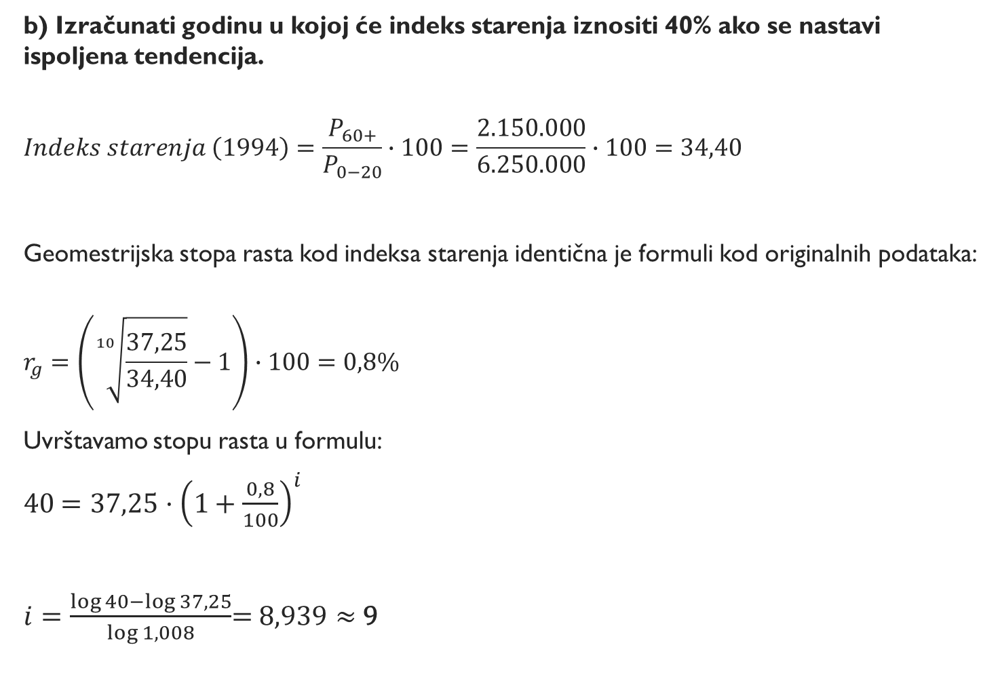 b) Izračunati godinu u kojoj će indeks starenja iznositi 40% ako se nastavi
ispoljena tendencija.
Indeks starenja (1994) = P₆₀₊/P₀₋₂₀ · 100 = 2.150.000/6.250.000 · 100 = 34,40
Geomestrijska stopa rasta kod indeksa starenja identična je formuli kod originalnih podataka:
r_g = (¹⁰√(37,25/34,40) − 1) · 100 = 0,8%
Uvrštavamo stopu rasta u formulu:
40 = 37,25 · (1 + 0,8/100)^i
i = (log 40−log 37,25)/(log 1,008) = 8,939 ≈ 9